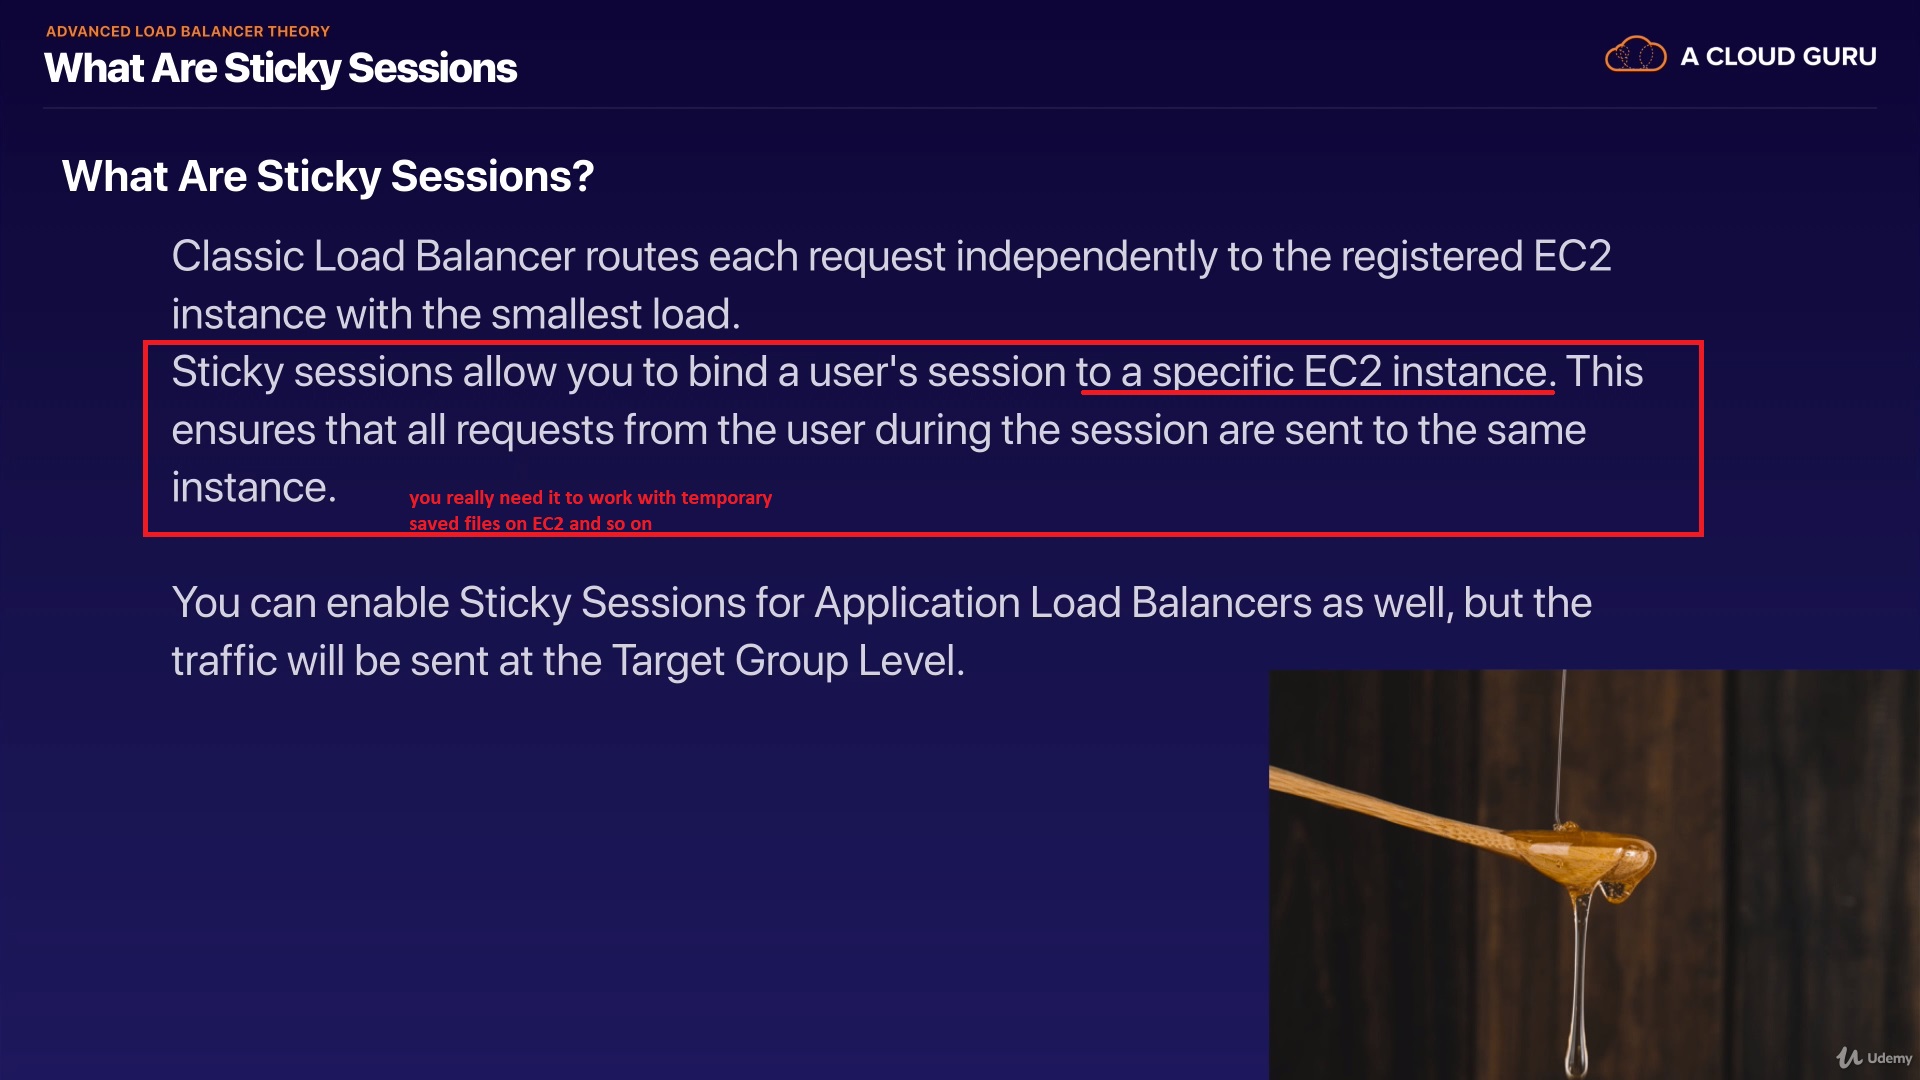 ADVANCED LOAD BALANCER THEORY
What Are Sticky Sessions
A CLOUD GURU
What Are Sticky Sessions?
Classic Load Balancer routes each request independently to the registered EC2
instance with the smallest load.
Sticky sessions allow you to bind a user's session to a specific EC2 instance. This
ensures that all requests from the user during the session are sent to the same
instance.
you really need it to work with temporary
saved files on EC2 and so on
You can enable Sticky Sessions for Application Load Balancers as well, but the
traffic will be sent at the Target Group Level.
Udemy